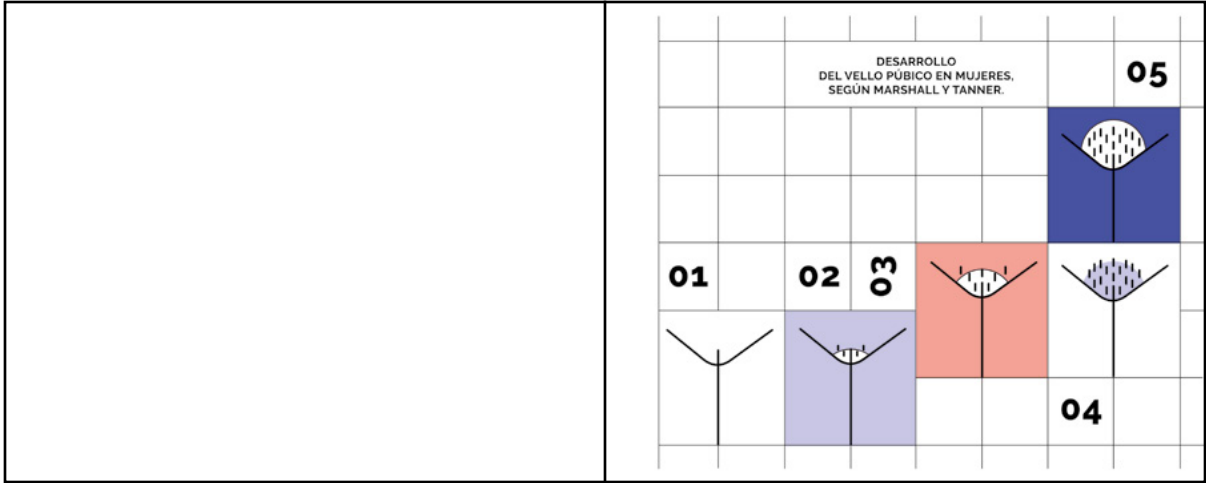 DESARROLLO
DEL VELLO PÚBICO EN MUJERES,
SEGÚN MARSHALL Y TANNER.
05
01
02
03
04